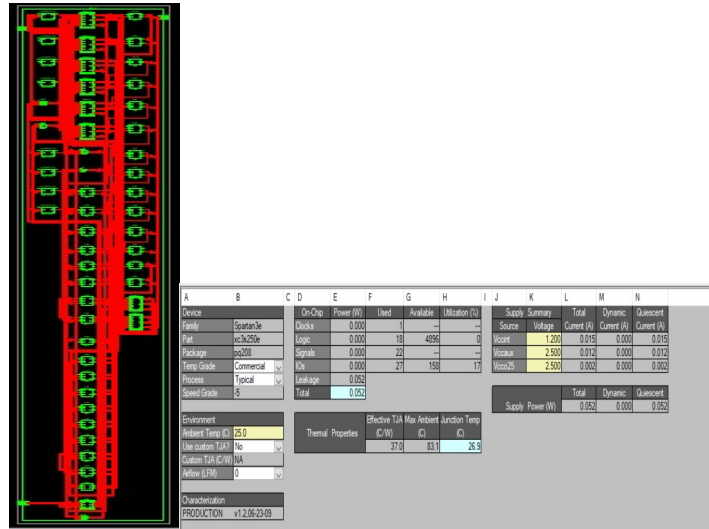 A B C D E F G H I J K L M N
Device On-Chip Power (W) Used Available Utilization (%) Supply Summary Total Dynamic Quiescent
Family Spartan3e Clocks 0.000 1 --- --- Source Voltage Current (A) Current (A) Current (A)
Part xc3s250e Logic 0.000 18 4896 0 Vccint 1.200 0.015 0.000 0.015
Package pq208 Signals 0.000 22 --- --- Vccaux 2.500 0.012 0.000 0.012
Temp Grade Commercial IOs 0.000 27 158 17 Vcco25 2.500 0.002 0.000 0.002
Process Typical Leakage 0.052
Speed Grade -5 Total 0.052 Total Dynamic Quiescent
Supply Power (W) 0.052 0.000 0.052
Environment Effective TJA Max Ambient Junction Temp
Ambient Temp (C) 25.0 Thermal Properties (C/W) (C) (C)
Use custom TJA? No 37.0 83.1 26.9
Custom TJA (C/W) NA
Airflow (LFM) 0
Characterization
PRODUCTION v1.2,06-23-09